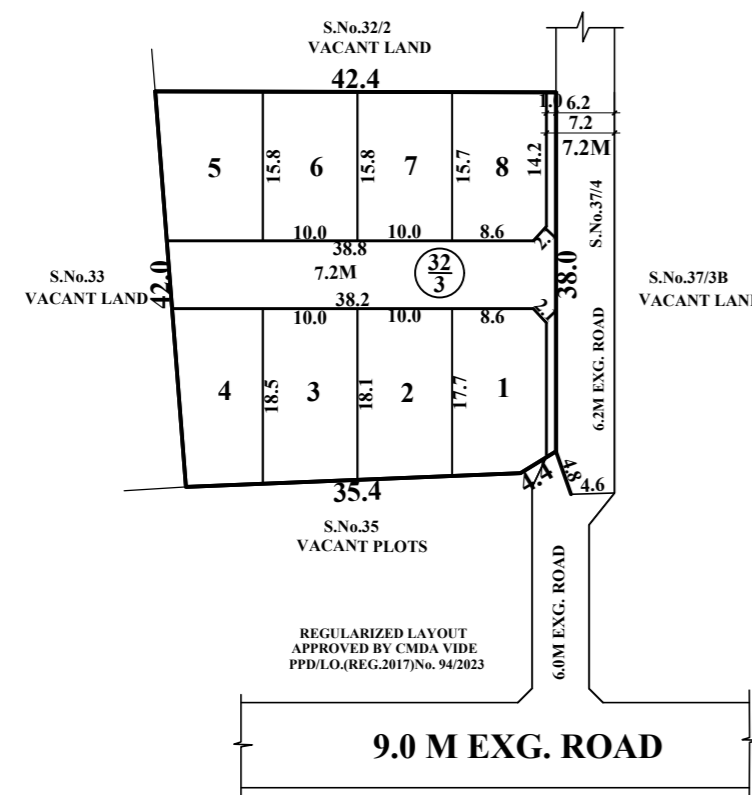 S.No.32/2
VACANT LAND
42.4
1.0 6.2
7.2
7.2M
5
15.8
6
15.8
7
15.7
8
14.2
S.No.37/4
10.0
10.0
8.6
38.8
7.2M
32
3
38.0
S.No.33
VACANT LAND
42.0
S.No.37/3B
VACANT LAND
38.2
10.0
10.0
8.6
4
18.5
3
18.1
2
17.7
1
6.2M EXG. ROAD
35.4
4.4
4.8
4.6
S.No.35
VACANT PLOTS
6.0M EXG. ROAD
REGULARIZED LAYOUT
APPROVED BY CMDA VIDE
PPD/LO.(REG.2017)No. 94/2023
9.0 M EXG. ROAD